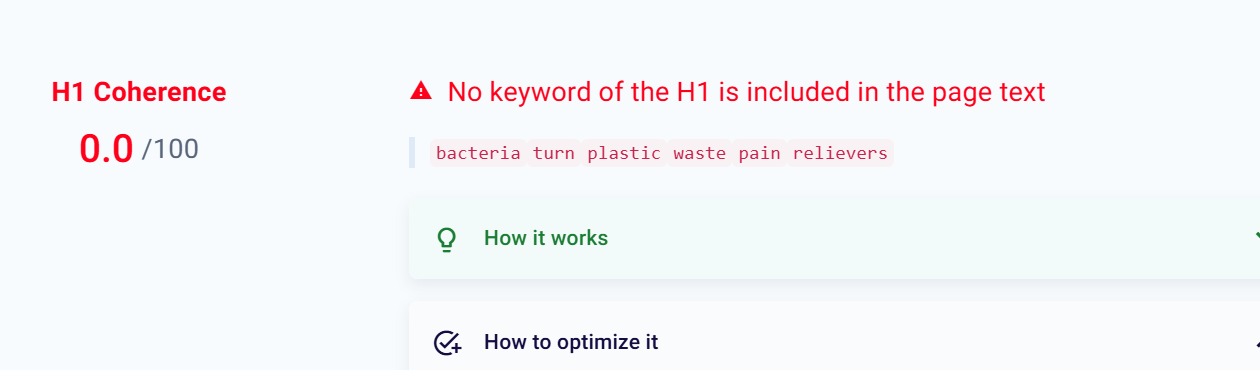 H1 Coherence
0.0 /100
No keyword of the H1 is included in the page text
bacteria turn plastic waste pain relievers
How it works
How to optimize it